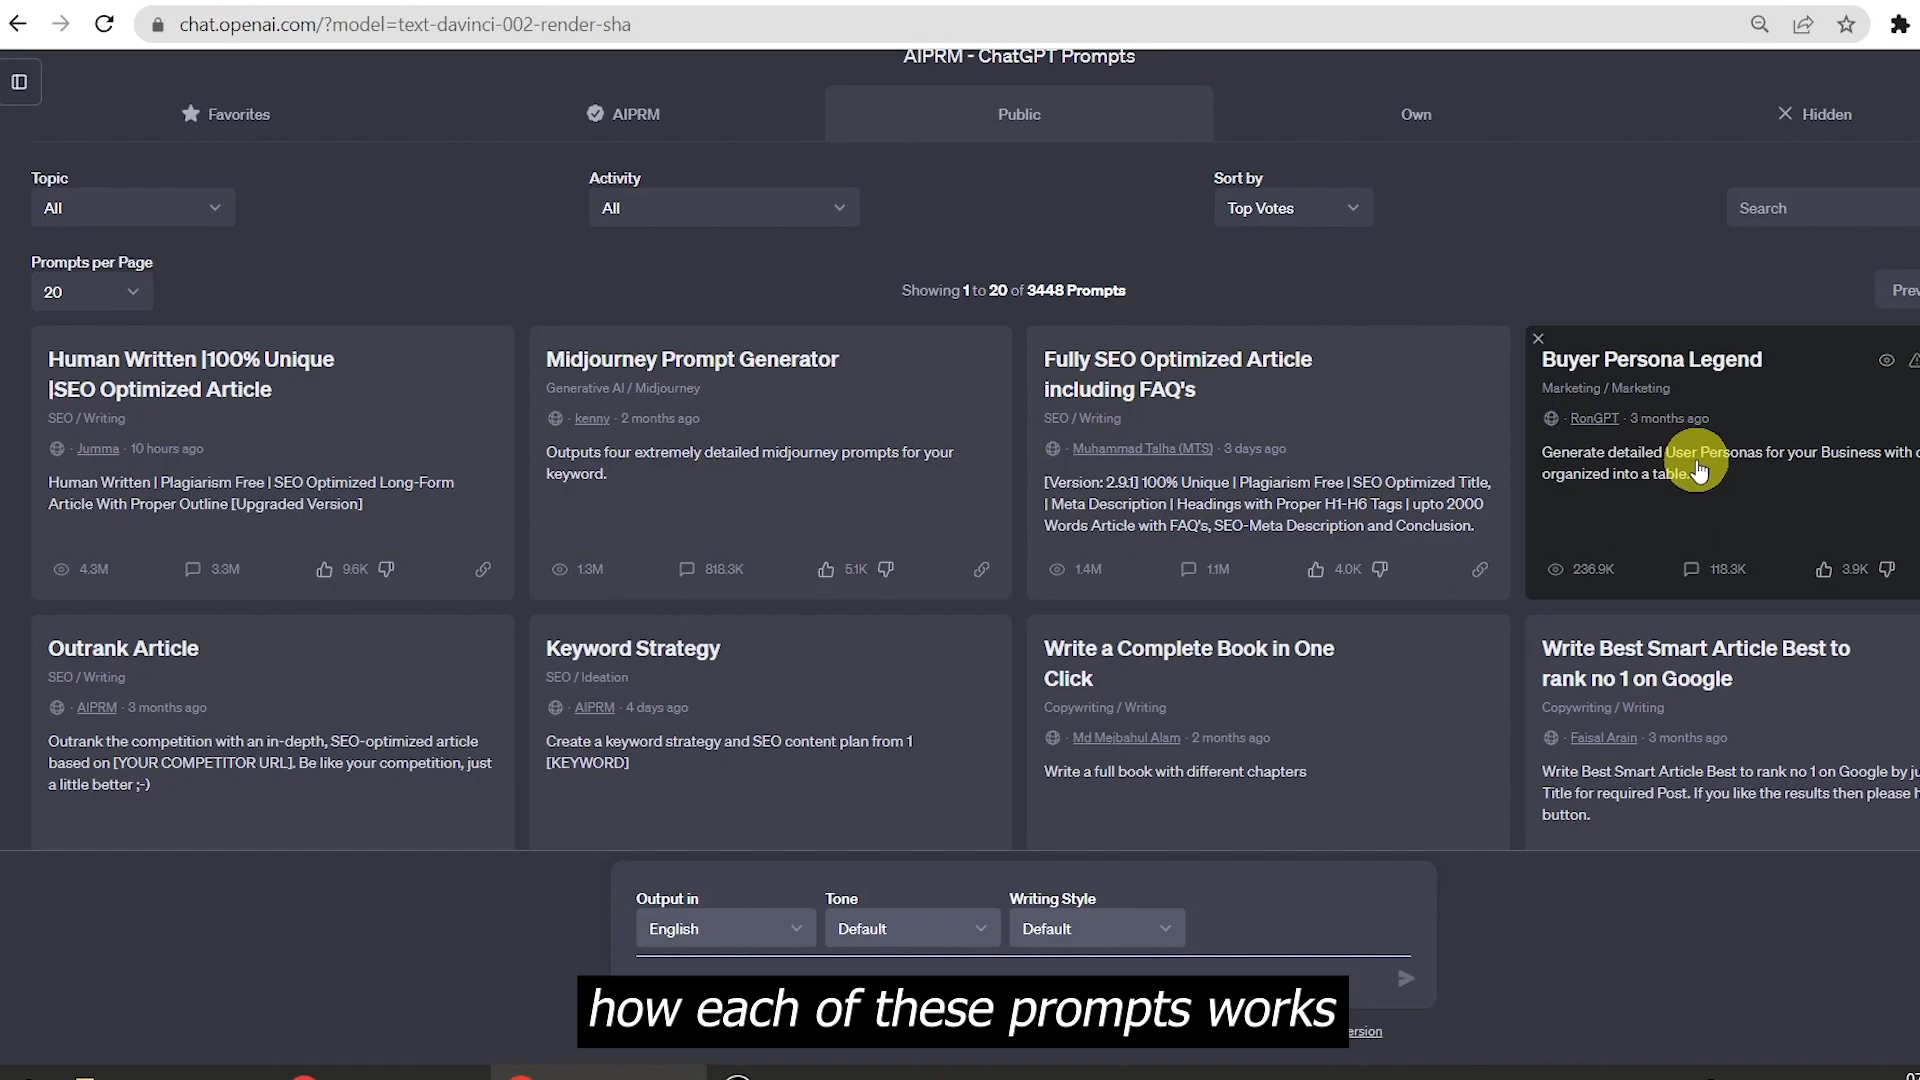 chat.openai.com/?model=text-davinci-002-render-sha
AIPRM - ChatGPT Prompts
Favorites
AIPRM
Public
Own
Hidden
Topic
Activity
Sort by
All
All
Top Votes
Search
Prompts per Page
20
Showing 1 to 20 of 3448 Prompts
Prev
Human Written |100% Unique
|SEO Optimized Article
SEO / Writing
Jumma · 10 hours ago
Human Written | Plagiarism Free | SEO Optimized Long-Form
Article With Proper Outline [Upgraded Version]
4.3M
3.3M
9.6K
Midjourney Prompt Generator
Generative AI / Midjourney
· kenny · 2 months ago
Outputs four extremely detailed midjourney prompts for your
keyword.
1.3M
818.3K
5.1K
Fully SEO Optimized Article
including FAQ's
SEO / Writing
· Muhammad Talha (MTS) · 3 days ago
[Version: 2.9.1] 100% Unique | Plagiarism Free | SEO Optimized Title,
| Meta Description | Headings with Proper H1-H6 Tags | upto 2000
Words Article with FAQ's, SEO-Meta Description and Conclusion.
1.4M
1.1M
4.0K
Buyer Persona Legend
Marketing / Marketing
· RonGPT · 3 months ago
Generate detailed User Personas for your Business with
organized into a table.
236.9K
118.3K
3.9K
Outrank Article
SEO / Writing
· AIPRM · 3 months ago
Outrank the competition with an in-depth, SEO-optimized article
based on [YOUR COMPETITOR URL]. Be like your competition, just
a little better ;-)
Keyword Strategy
SEO / Ideation
· AIPRM · 4 days ago
Create a keyword strategy and SEO content plan from 1
[KEYWORD]
Write a Complete Book in One
Click
Copywriting / Writing
· Md Mejbahul Alam · 2 months ago
Write a full book with different chapters
Write Best Smart Article Best to
rank no 1 on Google
Copywriting / Writing
· Faisal Arain · 3 months ago
Write Best Smart Article Best to rank no 1 on Google by
Title for required Post. If you like the results then please
button.
Output in
Tone
Writing Style
English
Default
Default
how each of these prompts works
ersion